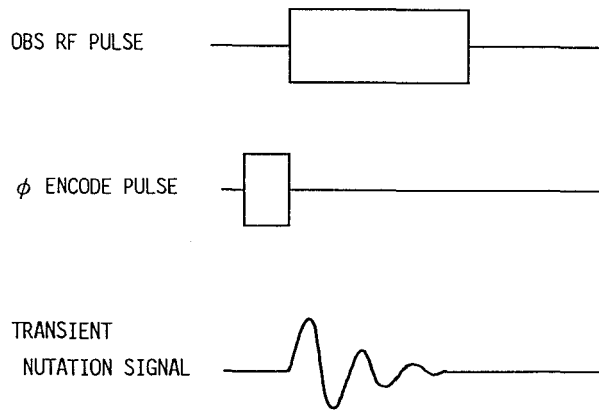 OBS RF PULSE
ϕ ENCODE PULSE
TRANSIENT
NUTATION SIGNAL